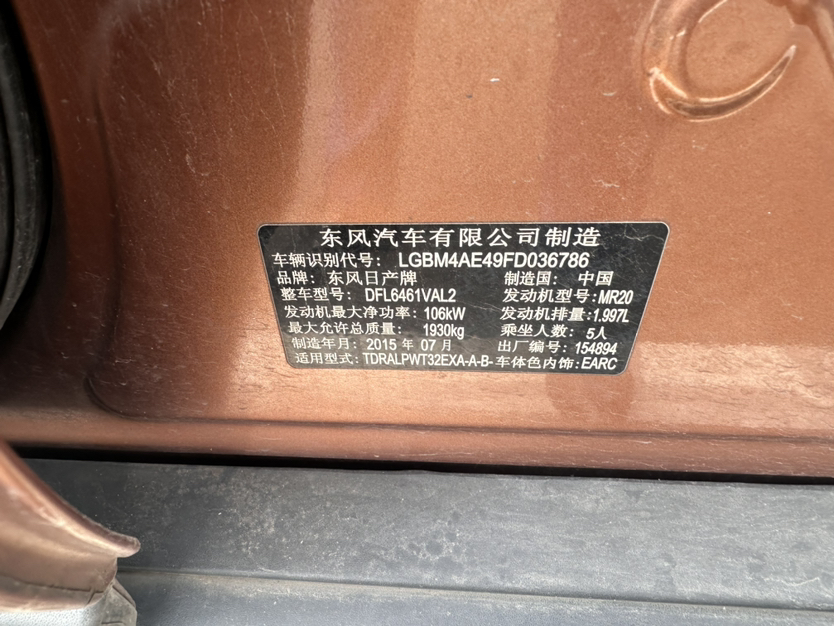 东风汽车有限公司制造
车辆识别代号: LGBM4AE49FD036786
品牌: 东风日产牌 制造国: 中国
整车型号: DFL6461VAL2 发动机型号:MR20
发动机最大净功率: 106kW 发动机排量:1.997L
最大允许总质量: 1930kg 乘坐人数: 5人
制造年月: 2015 年 07 月 出厂编号: 154894
适用型式: TDRALPWT32EXA-A-B- 车体色内饰:EARC